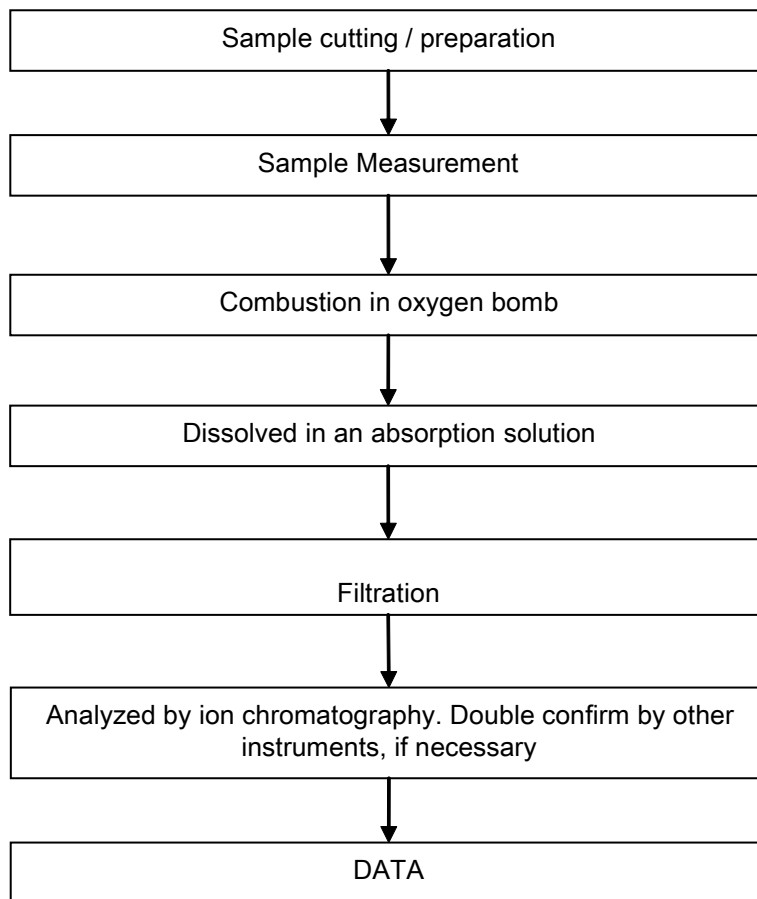 Sample cutting / preparation
Sample Measurement
Combustion in oxygen bomb
Dissolved in an absorption solution
Filtration
Analyzed by ion chromatography. Double confirm by other
instruments, if necessary
DATA